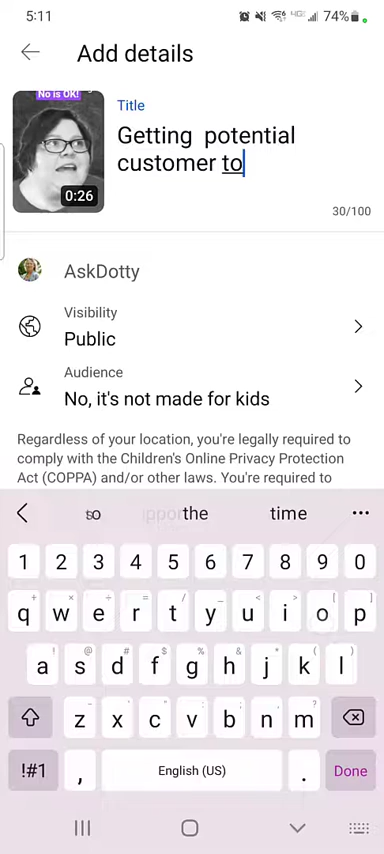 5:11
74%
Add details
No is OK!
0:26
Title
Getting  potential
customer to
30/100
AskDotty
Visibility
Public
Audience
No, it's not made for kids
Regardless of your location, you're legally required to
comply with the Children's Online Privacy Protection
Act (COPPA) and/or other laws. You're required to
so the time
1 2 3 4 5 6 7 8 9 0
q w e r t y u i o p
a s d f g h j k l
z x c v b n m
!#1 , English (US) . Done